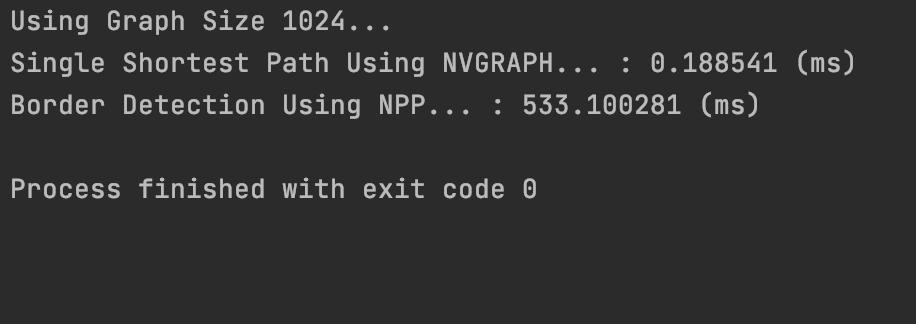 Using Graph Size 1024...
Single Shortest Path Using NVGRAPH... : 0.188541 (ms)
Border Detection Using NPP... : 533.100281 (ms)
Process finished with exit code 0